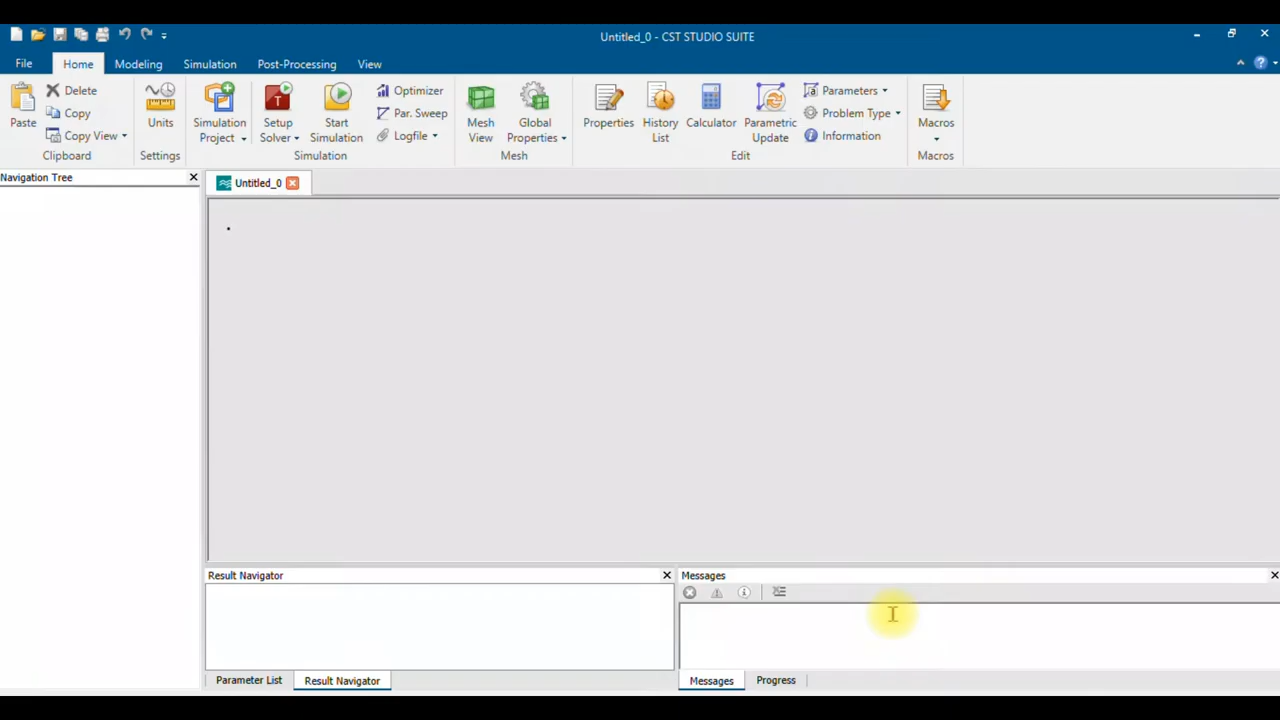 Untitled_0 - CST STUDIO SUITE
File Home Modeling Simulation Post-Processing View
Paste
Delete
Copy
Copy View
Clipboard
Units
Settings
Simulation
Project
Setup
Solver
Start
Simulation
Optimizer
Par. Sweep
Logfile
Simulation
Mesh
View
Global
Properties
Mesh
Properties
History
List
Calculator
Parametric
Update
Parameters
Problem Type
Information
Edit
Macros
Macros
Navigation Tree
Untitled_0
Result Navigator
Messages
Parameter List Result Navigator
Messages Progress